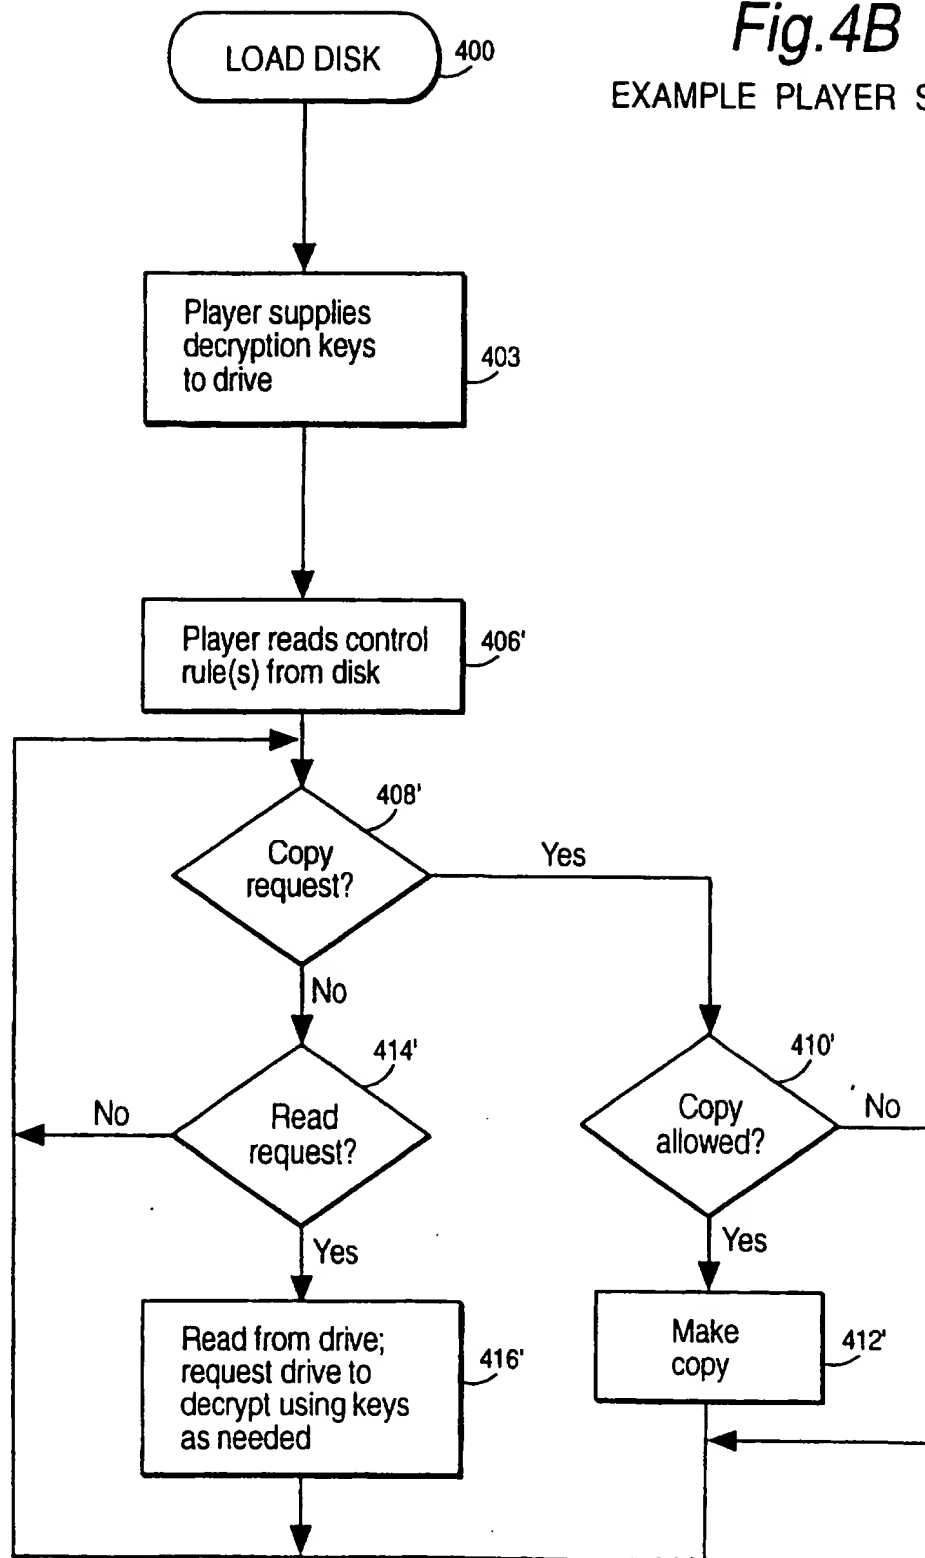 Fig.4B
EXAMPLE PLAYER S
LOAD DISK
400
Player supplies
decryption keys
to drive
403
Player reads control
rule(s) from disk
406'
408'
Copy
request?
Yes
No
414'
Read
request?
No
Yes
410'
Copy
allowed?
No
Yes
Read from drive;
request drive to
decrypt using keys
as needed
416'
Make
copy
412'